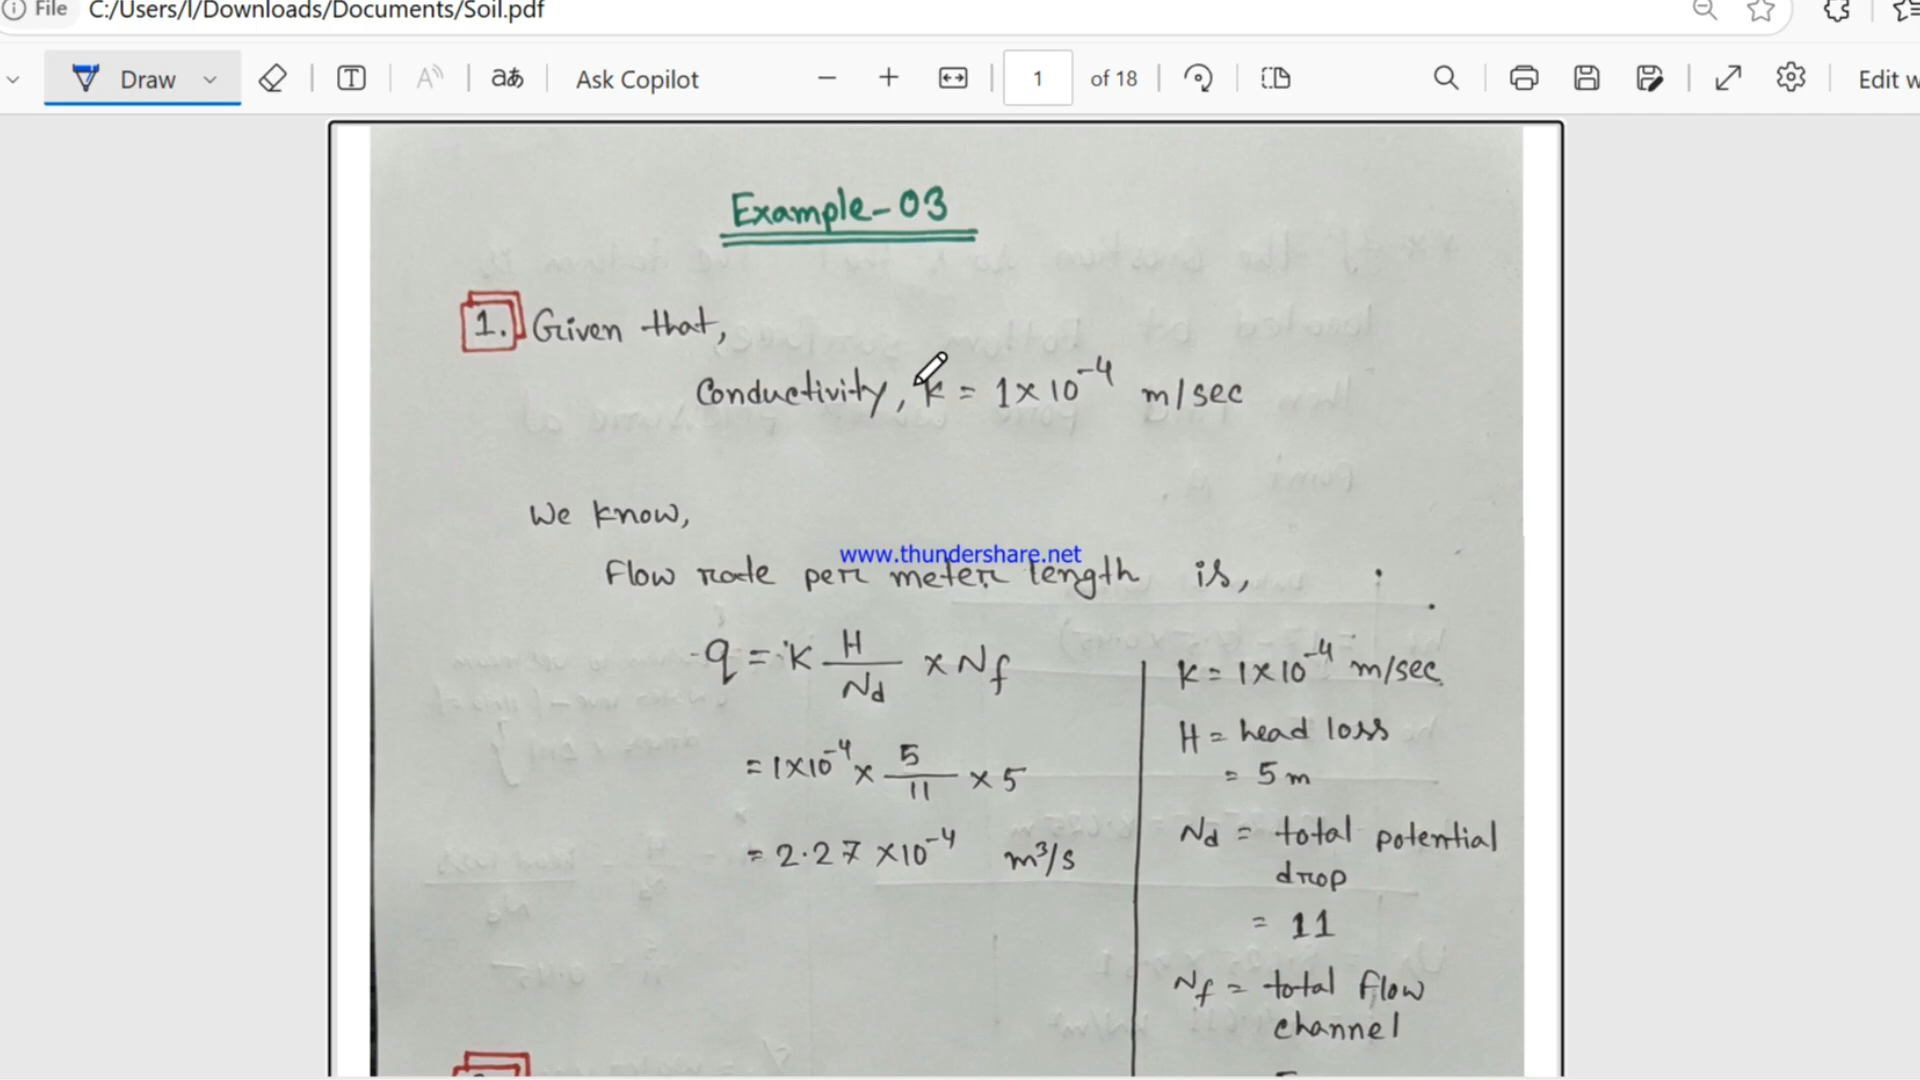 File C:/Users/l/Downloads/Documents/Soil.pdf
Draw T A aあ Ask Copilot 1 of 18 Edit w
Example-03
1. Given that,
Conductivity, k = 1×10⁻⁴ m/sec
We know,
www.thundershare.net
Flow rate per meter length is,
q = k H/Nd × Nf
= 1×10⁻⁴ × 5/11 × 5
= 2.27 ×10⁻⁴ m³/s
k = 1×10⁻⁴ m/sec
H = head loss
= 5 m
Nd = total potential
drop
= 11
Nf = total flow
channel